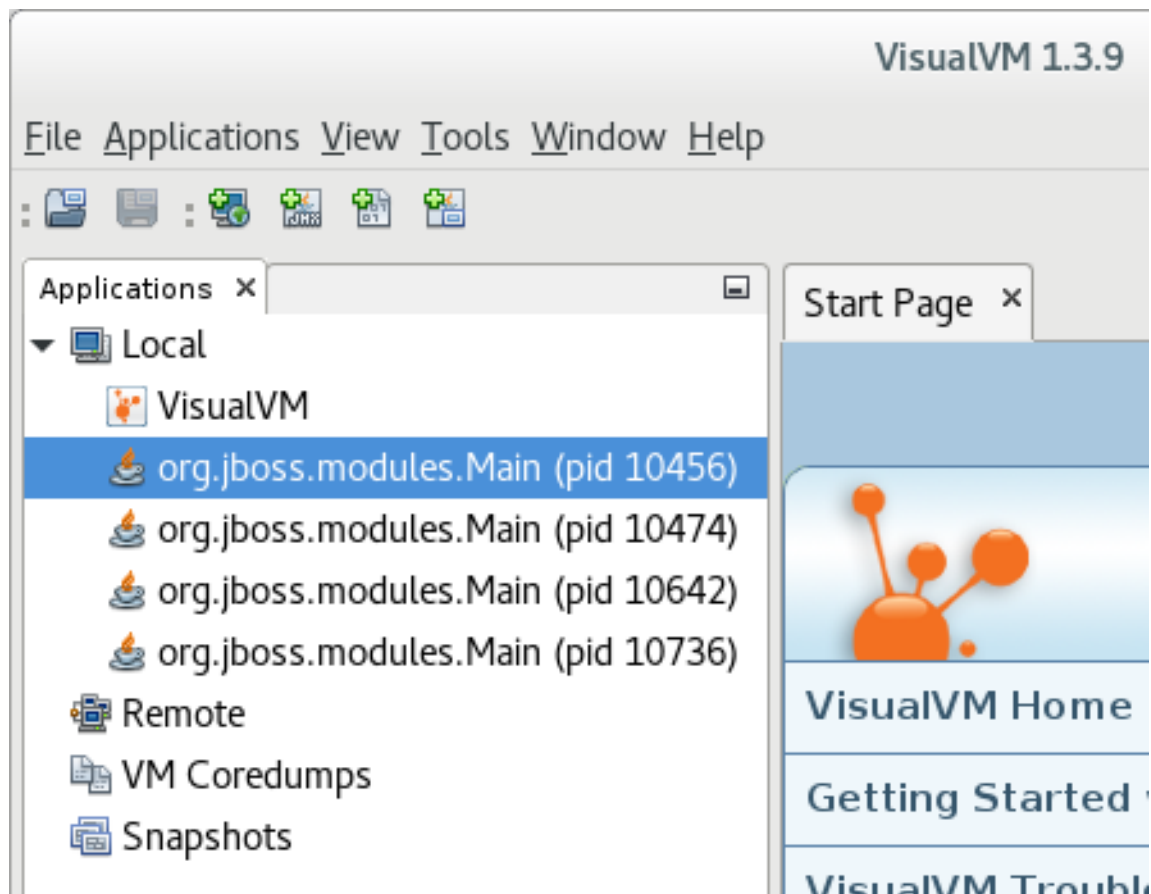 VisualVM 1.3.9
File Applications View Tools Window Help
JMX
Applications
Start Page
Local
VisualVM
org.jboss.modules.Main (pid 10456)
org.jboss.modules.Main (pid 10474)
org.jboss.modules.Main (pid 10642)
org.jboss.modules.Main (pid 10736)
Remote
VM Coredumps
Snapshots
VisualVM Home
Getting Started
VisualVM